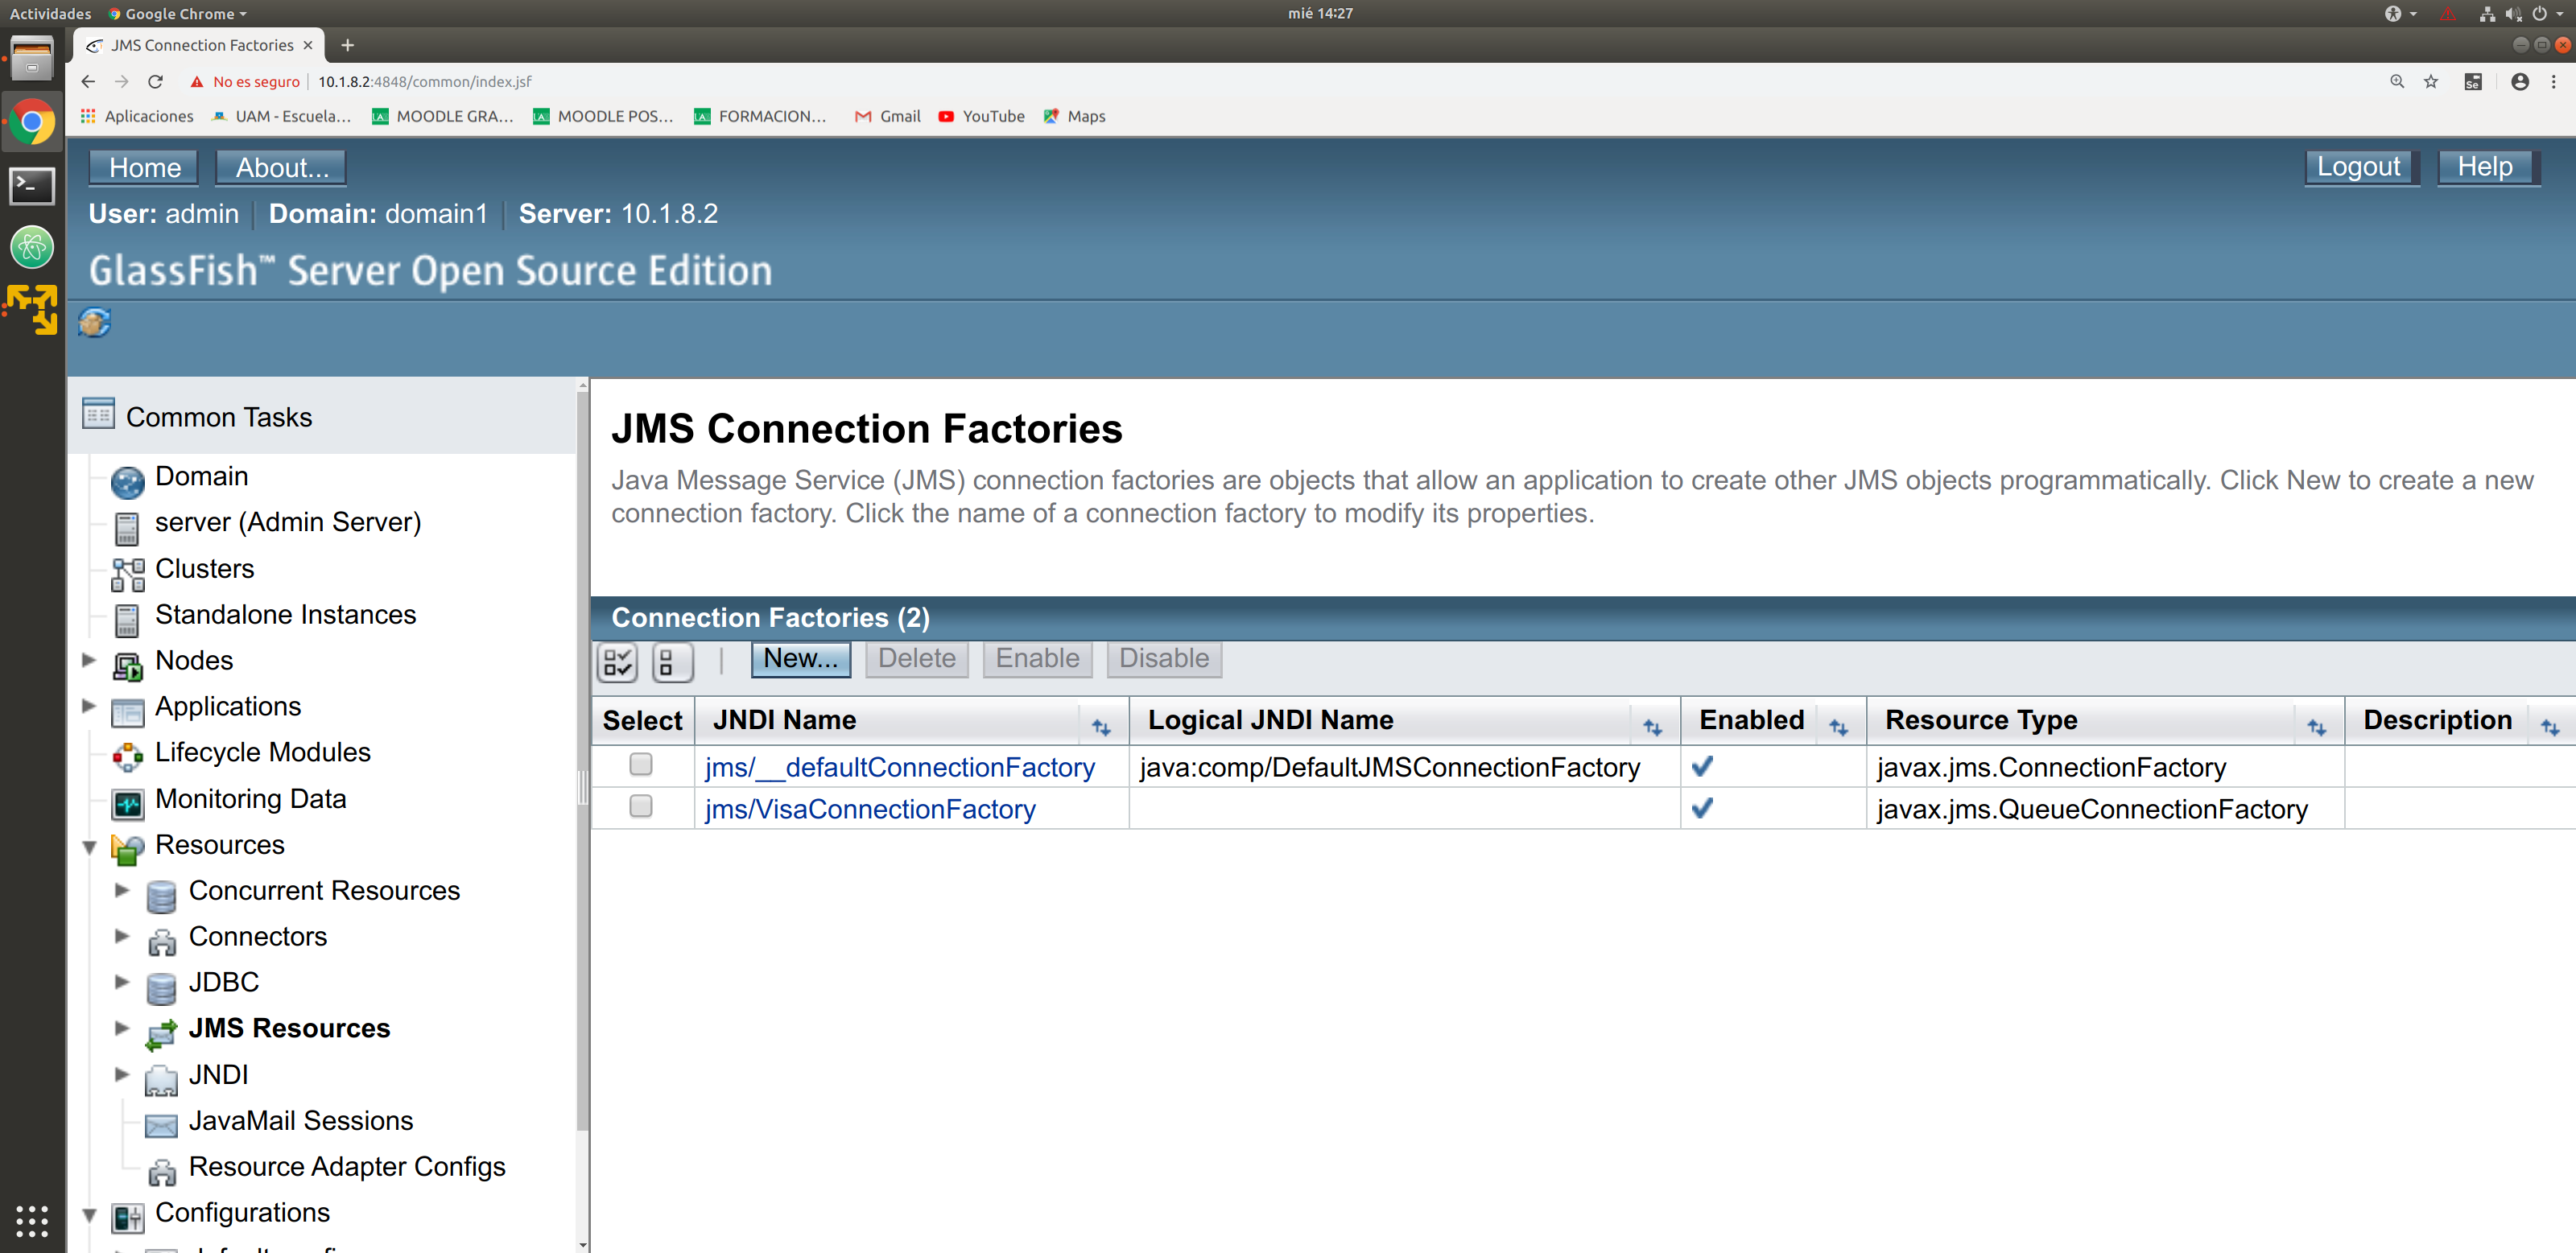 Actividades Google Chrome mié 14:27
JMS Connection Factories
No es seguro 10.1.8.2:4848/common/index.jsf
Aplicaciones UAM - Escuela... MOODLE GRA... MOODLE POS... FORMACION... Gmail YouTube Maps
Home About... Logout Help
User: admin Domain: domain1 Server: 10.1.8.2
GlassFish™ Server Open Source Edition
Common Tasks
Domain
server (Admin Server)
Clusters
Standalone Instances
Nodes
Applications
Lifecycle Modules
Monitoring Data
Resources
Concurrent Resources
Connectors
JDBC
JMS Resources
JNDI
JavaMail Sessions
Resource Adapter Configs
Configurations
JMS Connection Factories
Java Message Service (JMS) connection factories are objects that allow an application to create other JMS objects programmatically. Click New to create a new
connection factory. Click the name of a connection factory to modify its properties.
Connection Factories (2)
New... Delete Enable Disable
Select JNDI Name Logical JNDI Name Enabled Resource Type Description
jms/__defaultConnectionFactory java:comp/DefaultJMSConnectionFactory javax.jms.ConnectionFactory
jms/VisaConnectionFactory javax.jms.QueueConnectionFactory